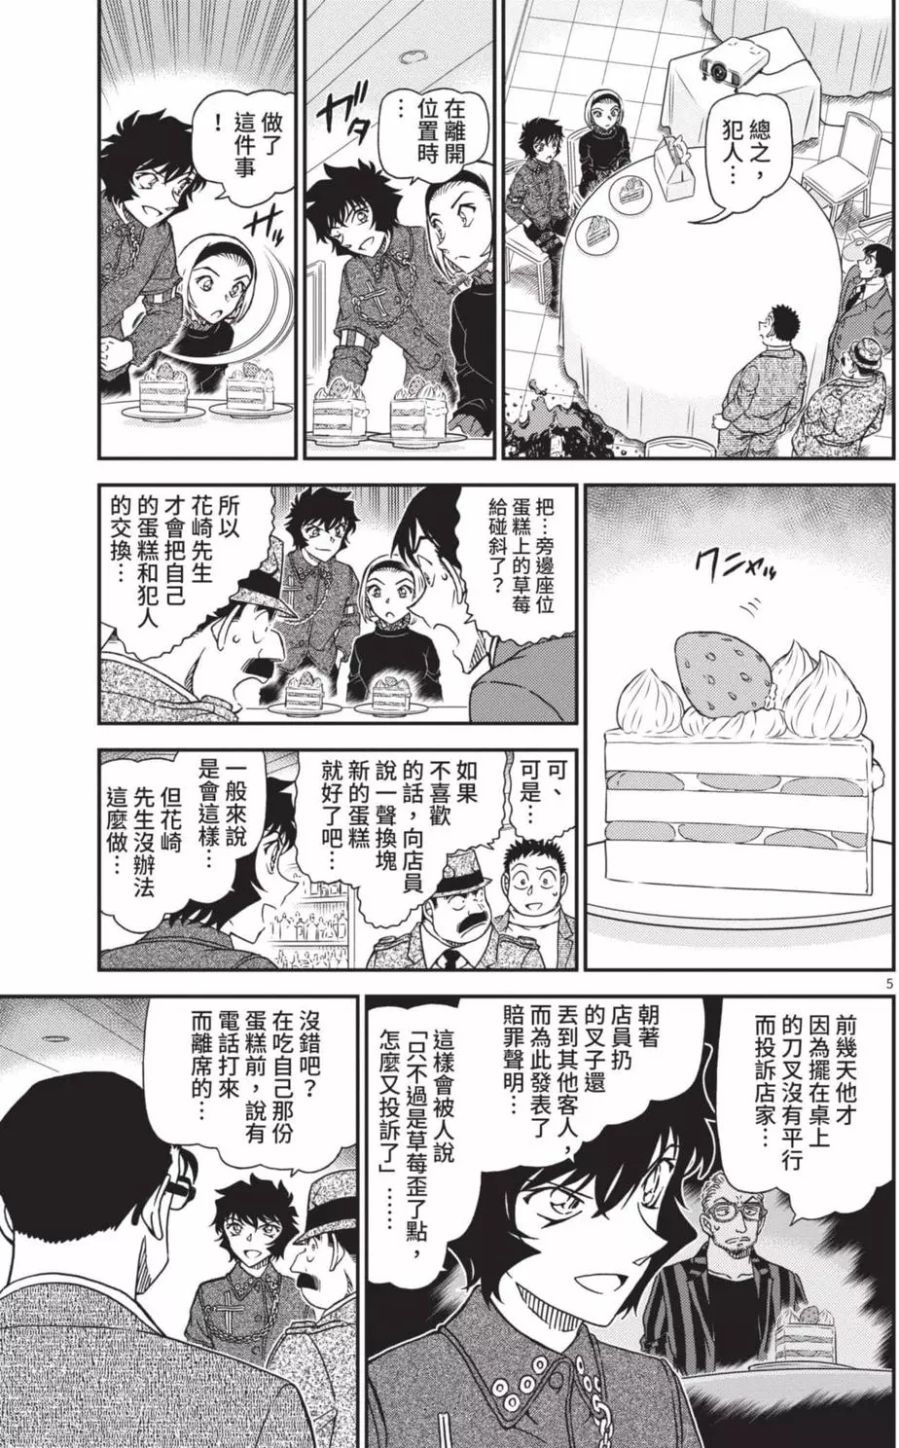 總之，
犯人…
在離開
位置時
…
ガタ
做了
這件事
！
ガッ
クニャッ
把…旁邊座位
蛋糕上的草莓
給碰斜了？
所以
花崎先生
才會把自己
的蛋糕和犯人
的交換…
可、
可是…
如果
不喜歡
的話，向店員
說一聲換塊
新的蛋糕
就好了吧…
一般來說
是會這樣…
但花崎
先生沒辦法
這麼做…
5
前幾天他才
因為擺在桌上
的刀叉沒有平行
而投訴店家…
朝著
店員扔
的叉子還
丟到其他客人，
而為此發表了
賠罪聲明…
這樣會被人說
「只不過是草莓歪了點，
怎麼又投訴了」……
沒錯吧？
在吃自己那份
蛋糕前，說有
電話打來
而離席的…